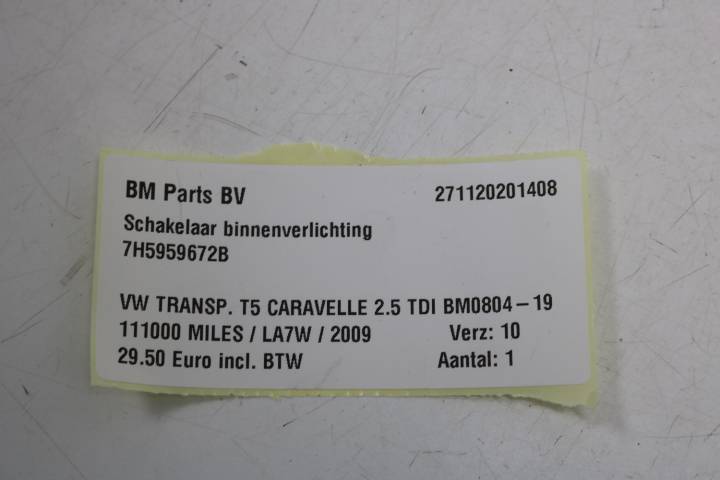 BM Parts BV 271120201408
Schakelaar binnenverlichting
7H5959672B
VW TRANSP. T5 CARAVELLE 2.5 TDI BM0804-19
111000 MILES / LA7W / 2009 Verz: 10
29.50 Euro incl. BTW Aantal: 1